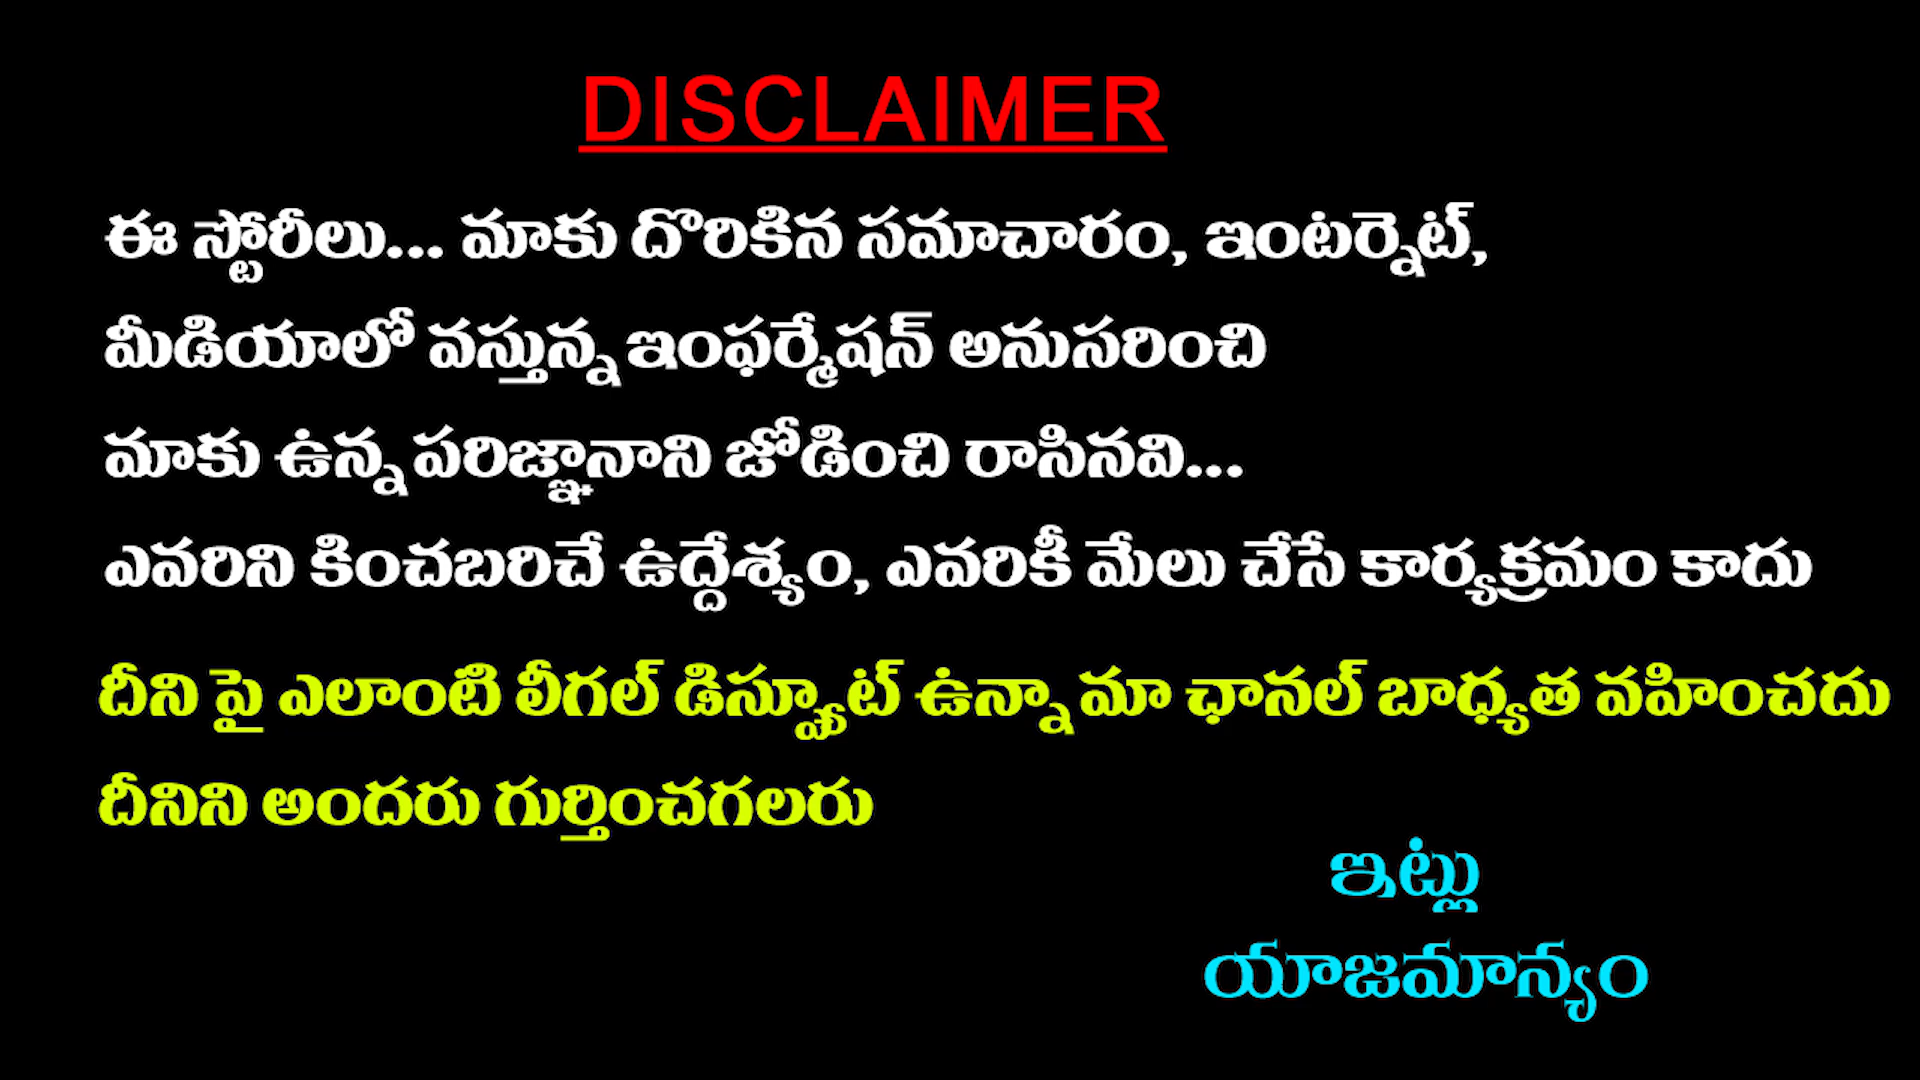 DISCLAIMER
ఈ స్టోరీలు... మాకు దొరికిన సమాచారం, ఇంటర్నెట్,
మీడియాలో వస్తున్న ఇంఫర్మేషన్ అనుసరించి
మాకు ఉన్న పరిజ్ఞానాని జోడించి రాసినవి...
ఎవరిని కించబరిచే ఉద్దేశ్యం, ఎవరికీ మేలు చేసే కార్యక్రమం కాదు
దీని పై ఎలాంటి లీగల్ డిస్ప్యూట్ ఉన్నా మా ఛానల్ బాధ్యత వహించదు
దీనిని అందరు గుర్తించగలరు
ఇట్లు
యాజమాన్యం